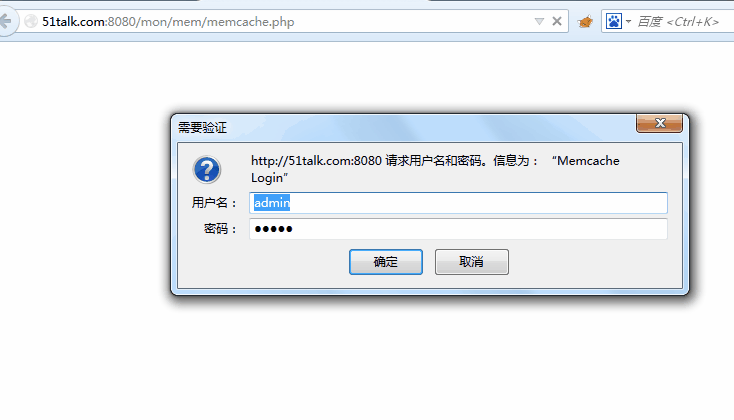 51talk.com:8080/mon/mem/memcache.php
百度 <Ctrl+K>
需要验证
http://51talk.com:8080 请求用户名和密码。信息为： “Memcache
Login”
用户名： admin
密码： ●●●●●
确定 取消